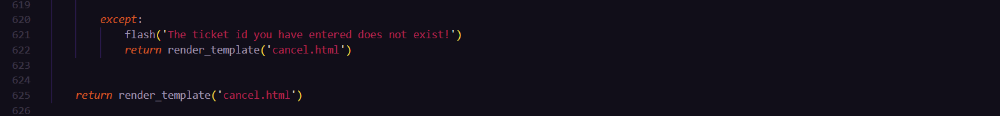 619
620 except:
621 flash('The ticket id you have entered does not exist!')
622 return render_template('cancel.html')
623
624
625 return render_template('cancel.html')
626